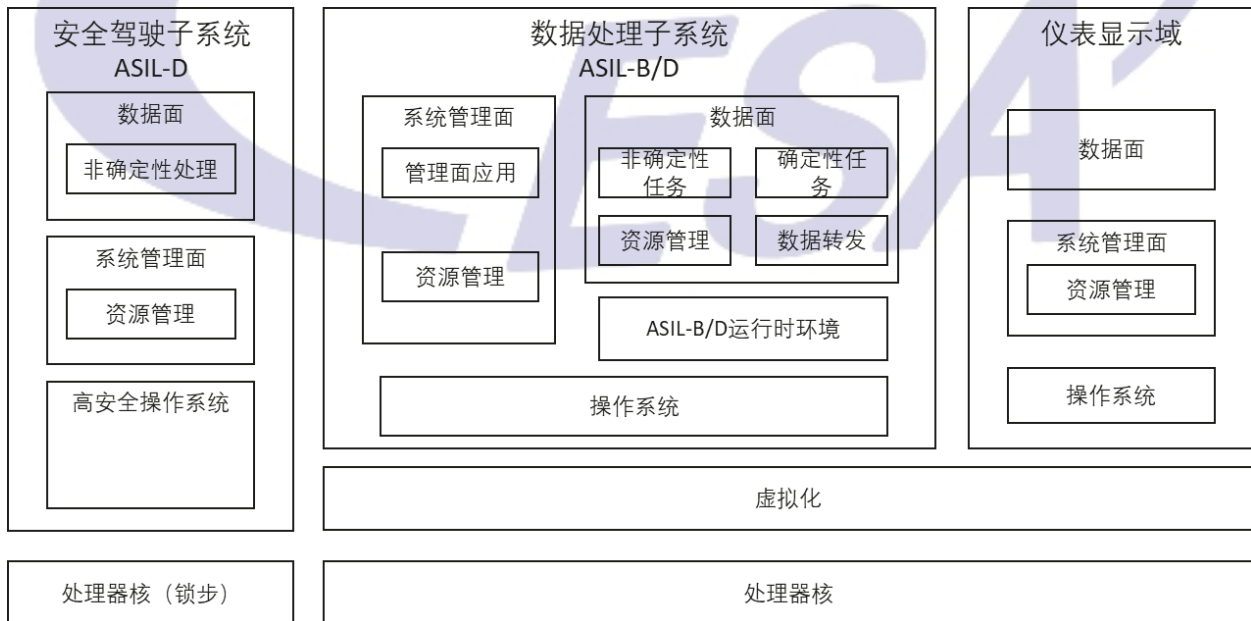 安全驾驶子系统
ASIL-D
数据面
非确定性处理
系统管理面
资源管理
高安全操作系统
处理器核（锁步）
数据处理子系统
ASIL-B/D
系统管理面
管理面应用
资源管理
数据面
非确定性
任务
确定性任
务
资源管理
数据转发
ASIL-B/D运行时环境
操作系统
仪表显示域
数据面
系统管理面
资源管理
操作系统
虚拟化
处理器核
CESA